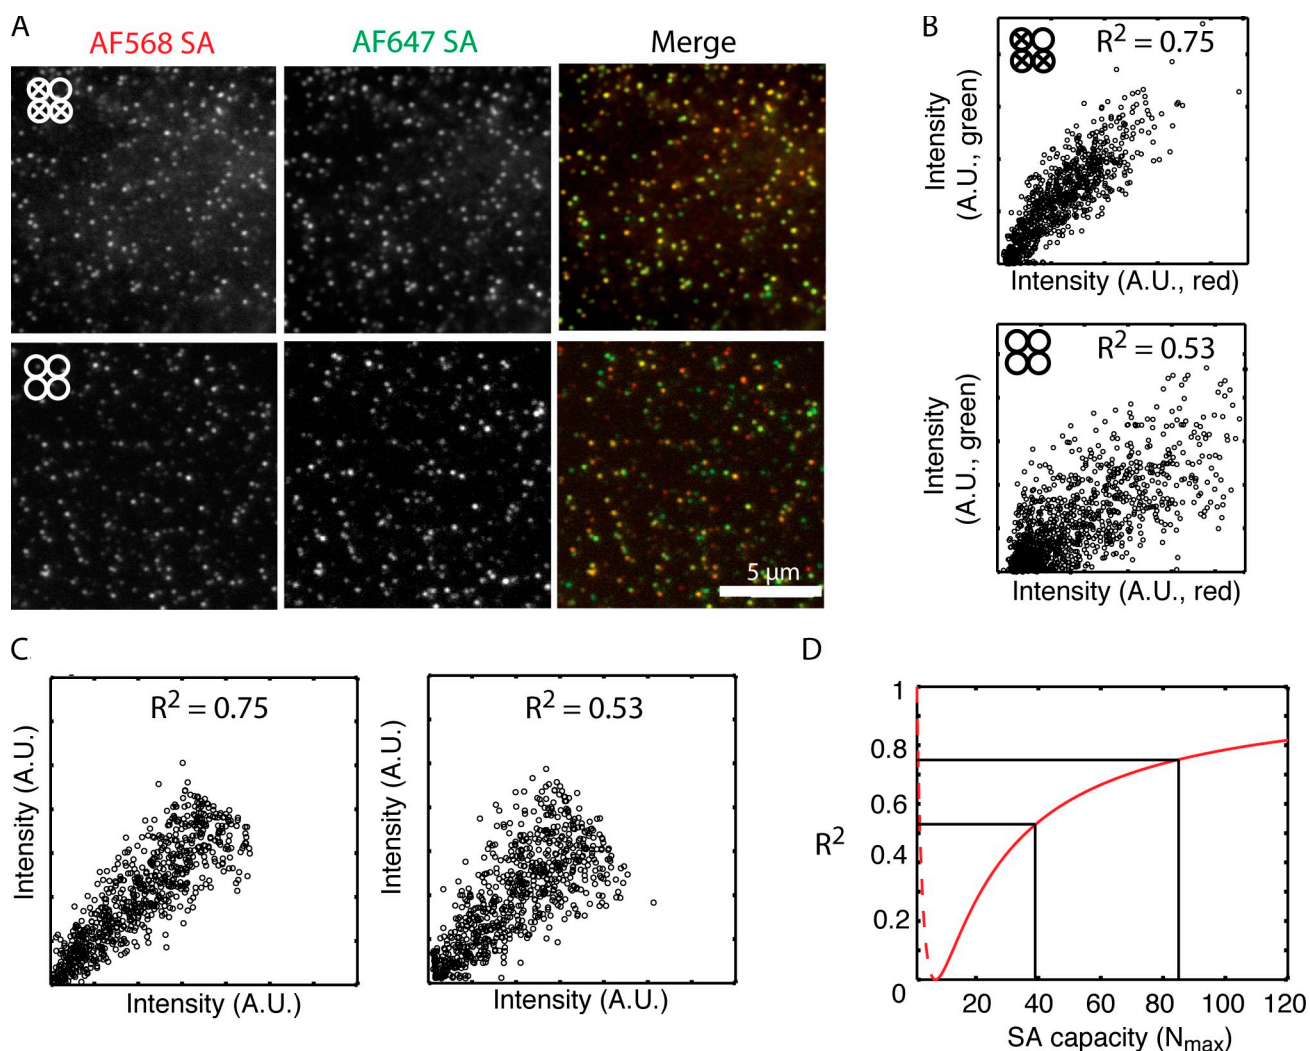 A
AF568 SA
AF647 SA
Merge
5 µm
B
R² = 0.75
Intensity
(A.U., green)
Intensity (A.U., red)
R² = 0.53
Intensity
(A.U., green)
Intensity (A.U., red)
C.
R² = 0.75
Intensity (A.U.)
Intensity (A.U.)
R² = 0.53
Intensity (A.U.)
Intensity (A.U.)
D
1
0.8
0.6
0.4
0.2
0
R²
20 40 60 80 100 120
SA capacity (Nmax)